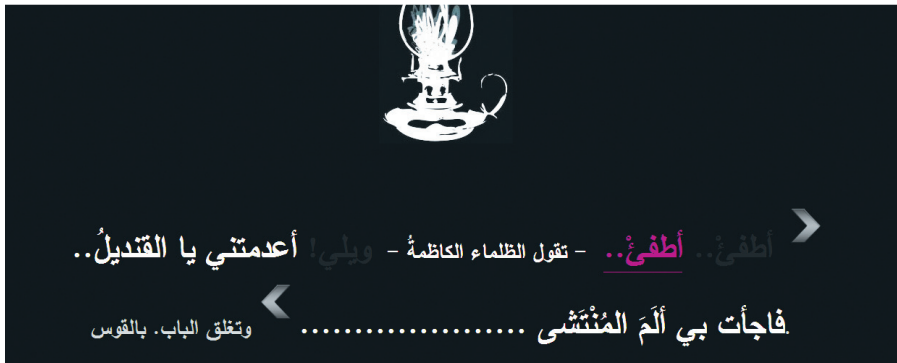 أطفئْ.. أطفئْ.. – تقول الظلماء الكاظمةُ – ويلي! أعدمتني يا القنديلُ..
.فاجأت بي ألَمَ المُنْتَشى ..................... وتغلق الباب. بالقوس